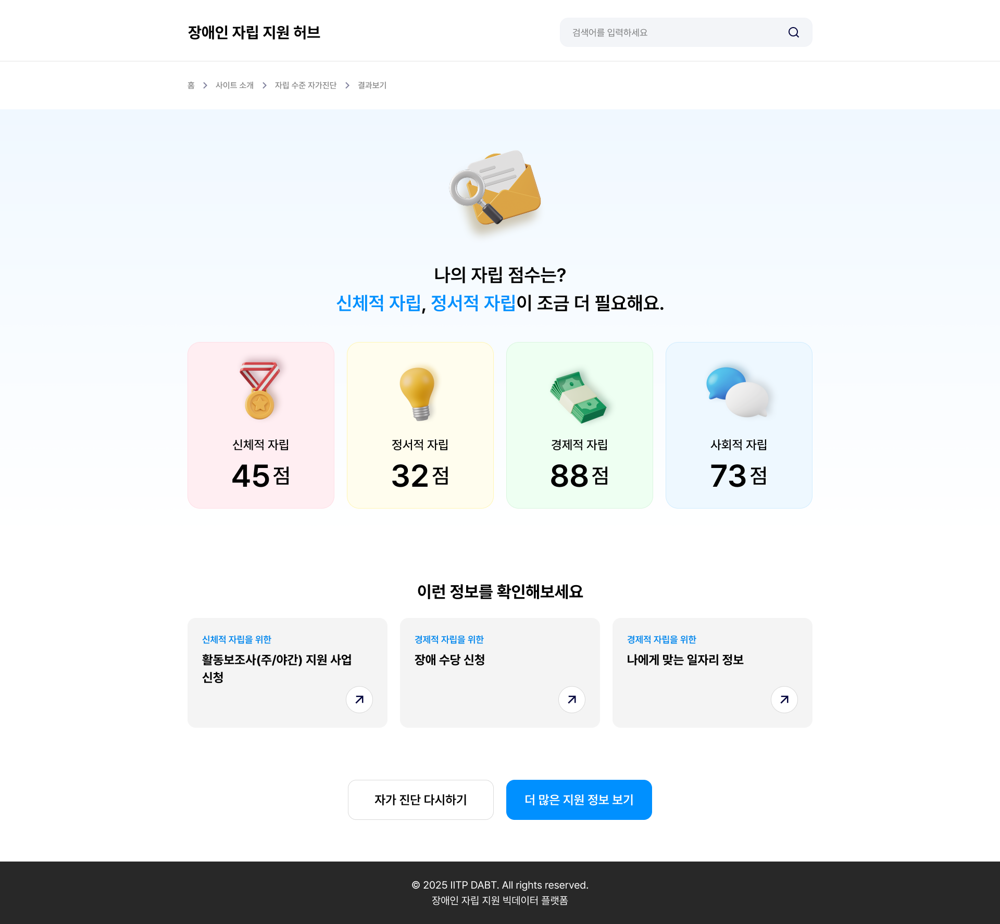 장애인 자립 지원 허브
검색어를 입력하세요
홈 > 사이트 소개 > 자립 수준 자가진단 > 결과보기
나의 자립 점수는?
신체적 자립, 정서적 자립이 조금 더 필요해요.
신체적 자립
45점
정서적 자립
32점
경제적 자립
88점
사회적 자립
73점
이런 정보를 확인해보세요
신체적 자립을 위한
활동보조사(주/야간) 지원 사업
신청
경제적 자립을 위한
장애 수당 신청
경제적 자립을 위한
나에게 맞는 일자리 정보
자가 진단 다시하기
더 많은 지원 정보 보기
© 2025 IITP DABT. All rights reserved.
장애인 자립 지원 빅데이터 플랫폼